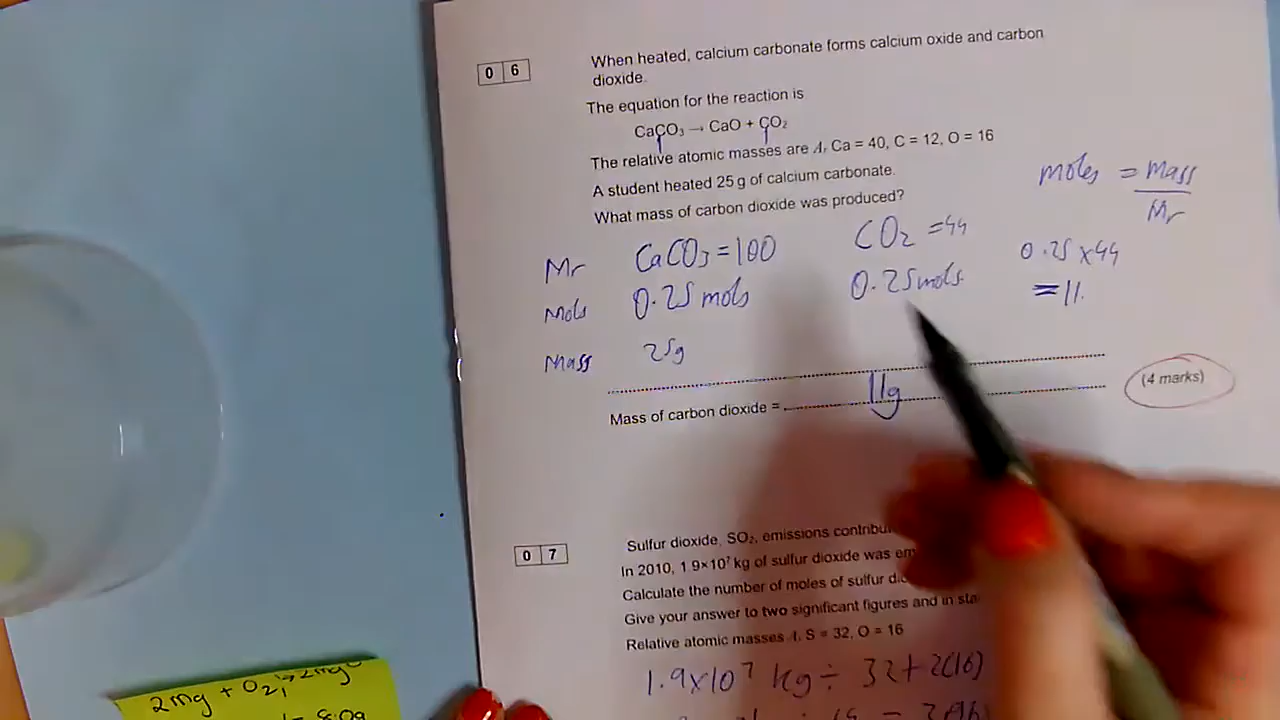 0 6
When heated, calcium carbonate forms calcium oxide and carbon
dioxide.
The equation for the reaction is
CaCO₃ → CaO + CO₂
The relative atomic masses are Aᵣ Ca = 40, C = 12, O = 16
A student heated 25 g of calcium carbonate.
What mass of carbon dioxide was produced?
moles = Mass
Mr
Mr CaCO3 = 100 CO2 = 44 0.25 x 44
Mols 0.25 mols 0.25 mols. = 11.
Mass 25g
(4 marks)
Mass of carbon dioxide = 11g
0 7
Sulfur dioxide, SO₂, emissions
In 2010, 1.9×10⁷ kg of sulfur dioxide was
Calculate the number of moles of sulfur
Give your answer to two significant figures and in
Relative atomic masses Aᵣ S = 32, O = 16
1.9x10⁷ kg ÷ 32+2(16)
2mg + O2